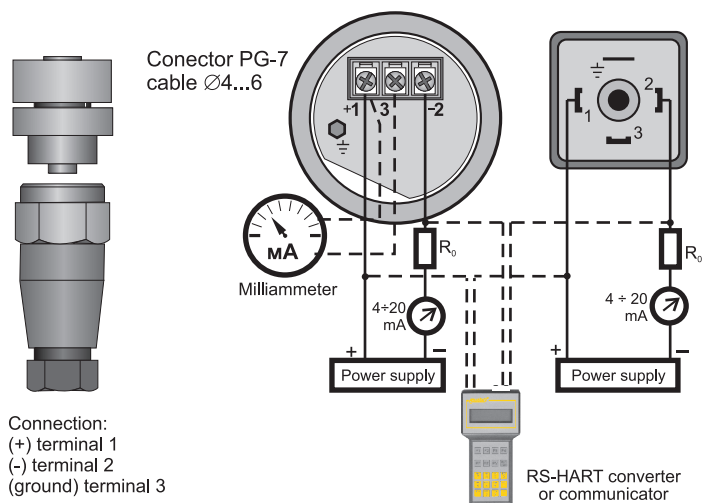 Conector PG-7
cable ∅4...6
+1 3 -2
1 2
3
мА
Milliammeter
R₀
R₀
4÷20
mA
4 ÷ 20
mA
+ −
+ −
Power supply
Power supply
Connection:
(+) terminal 1
(-) terminal 2
(ground) terminal 3
RS-HART converter
or communicator